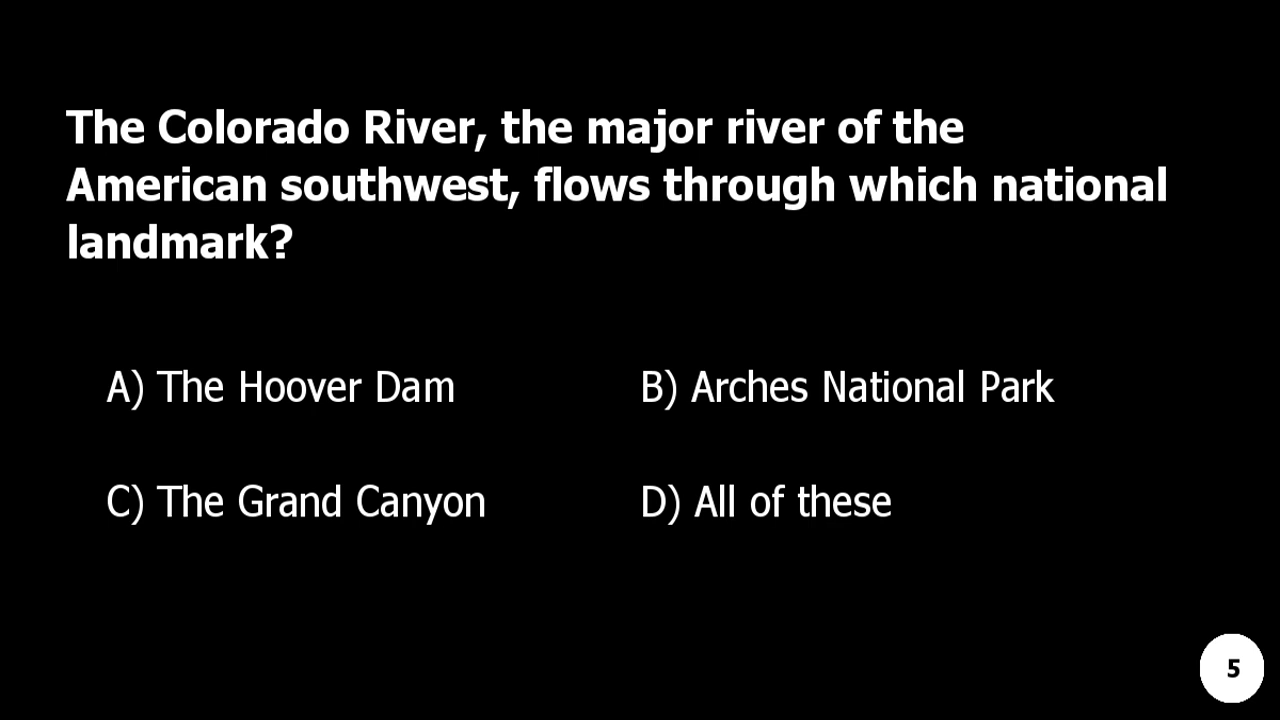 The Colorado River, the major river of the
American southwest, flows through which national
landmark?
A) The Hoover Dam
B) Arches National Park
C) The Grand Canyon
D) All of these
5